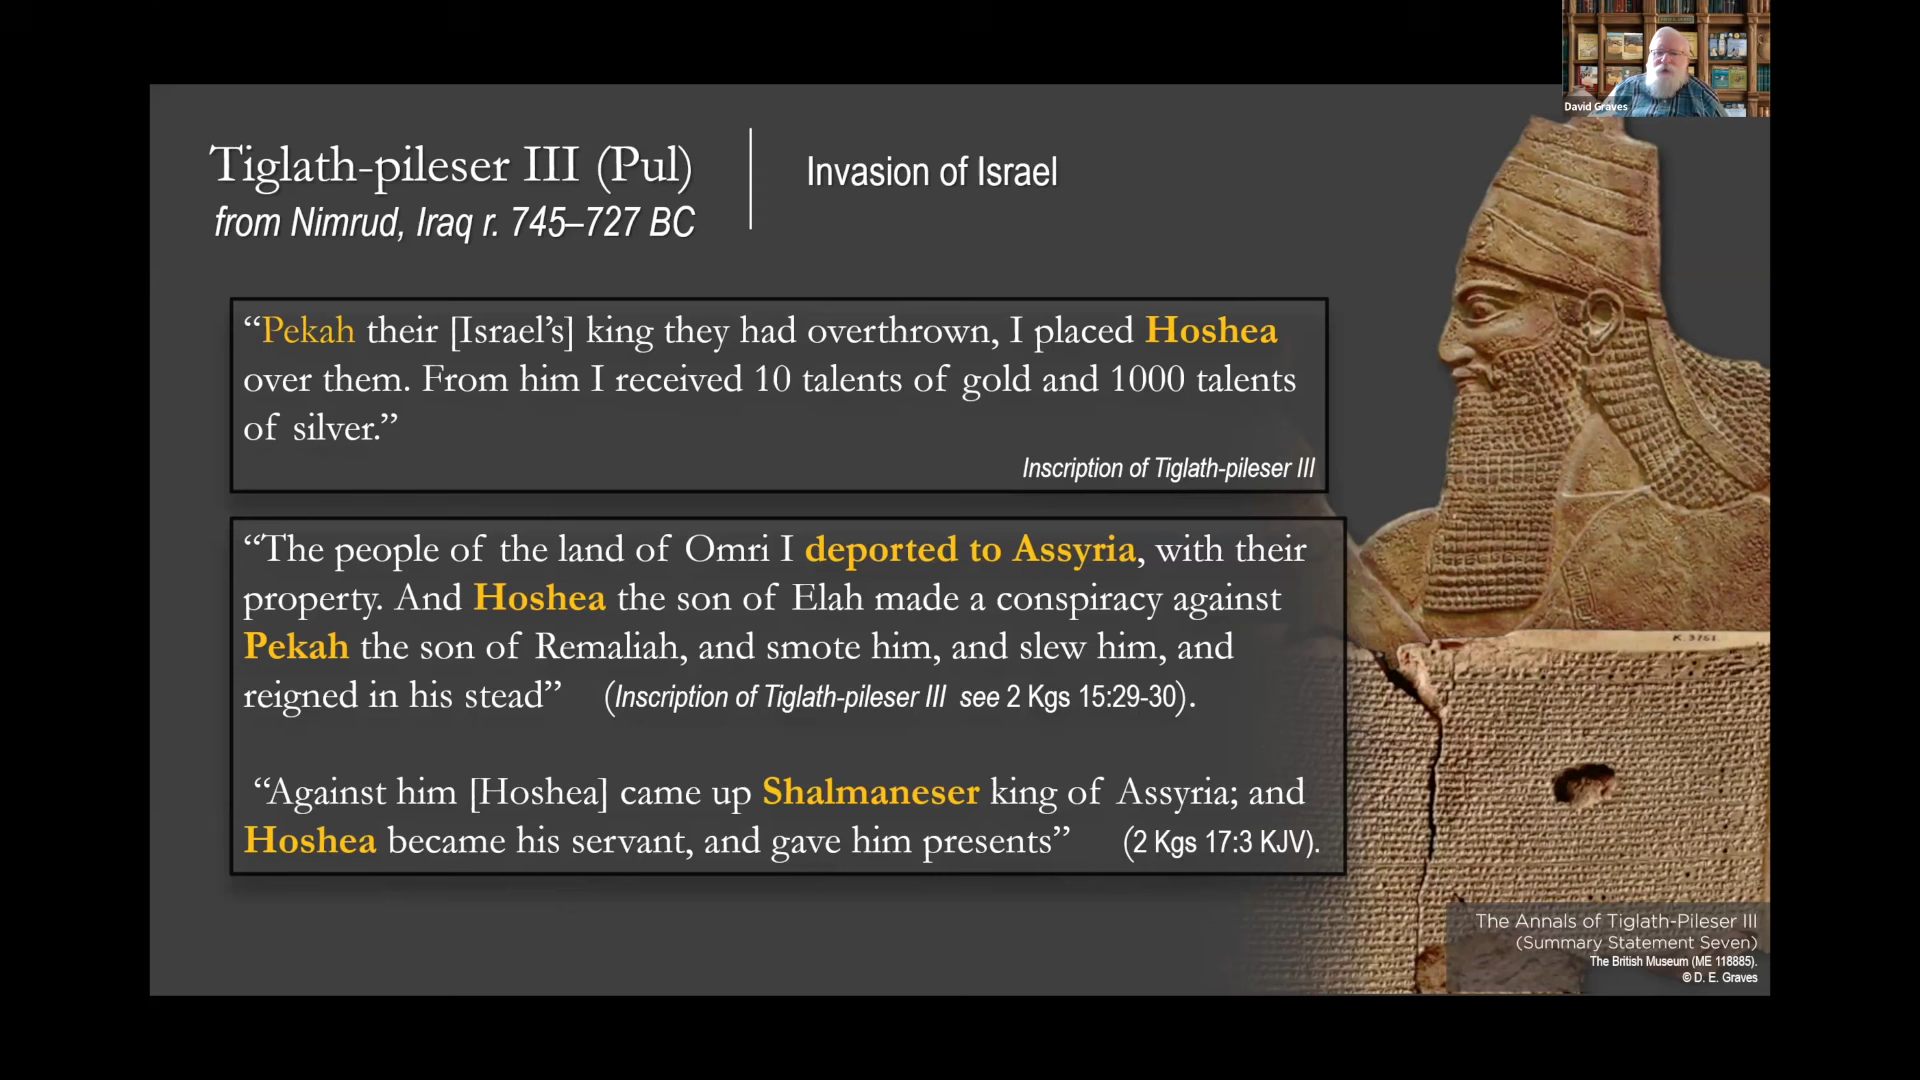 David Graves
Tiglath-pileser III (Pul)
from Nimrud, Iraq r. 745–727 BC
Invasion of Israel
“Pekah their [Israel’s] king they had overthrown, I placed Hoshea
over them. From him I received 10 talents of gold and 1000 talents
of silver.”
Inscription of Tiglath-pileser III
“The people of the land of Omri I deported to Assyria, with their
property. And Hoshea the son of Elah made a conspiracy against
Pekah the son of Remaliah, and smote him, and slew him, and
reigned in his stead” (Inscription of Tiglath-pileser III see 2 Kgs 15:29-30).
“Against him [Hoshea] came up Shalmaneser king of Assyria; and
Hoshea became his servant, and gave him presents” (2 Kgs 17:3 KJV).
K. 3751
The Annals of Tiglath-Pileser III
(Summary Statement Seven)
The British Museum (ME 118885).
© D. E. Graves